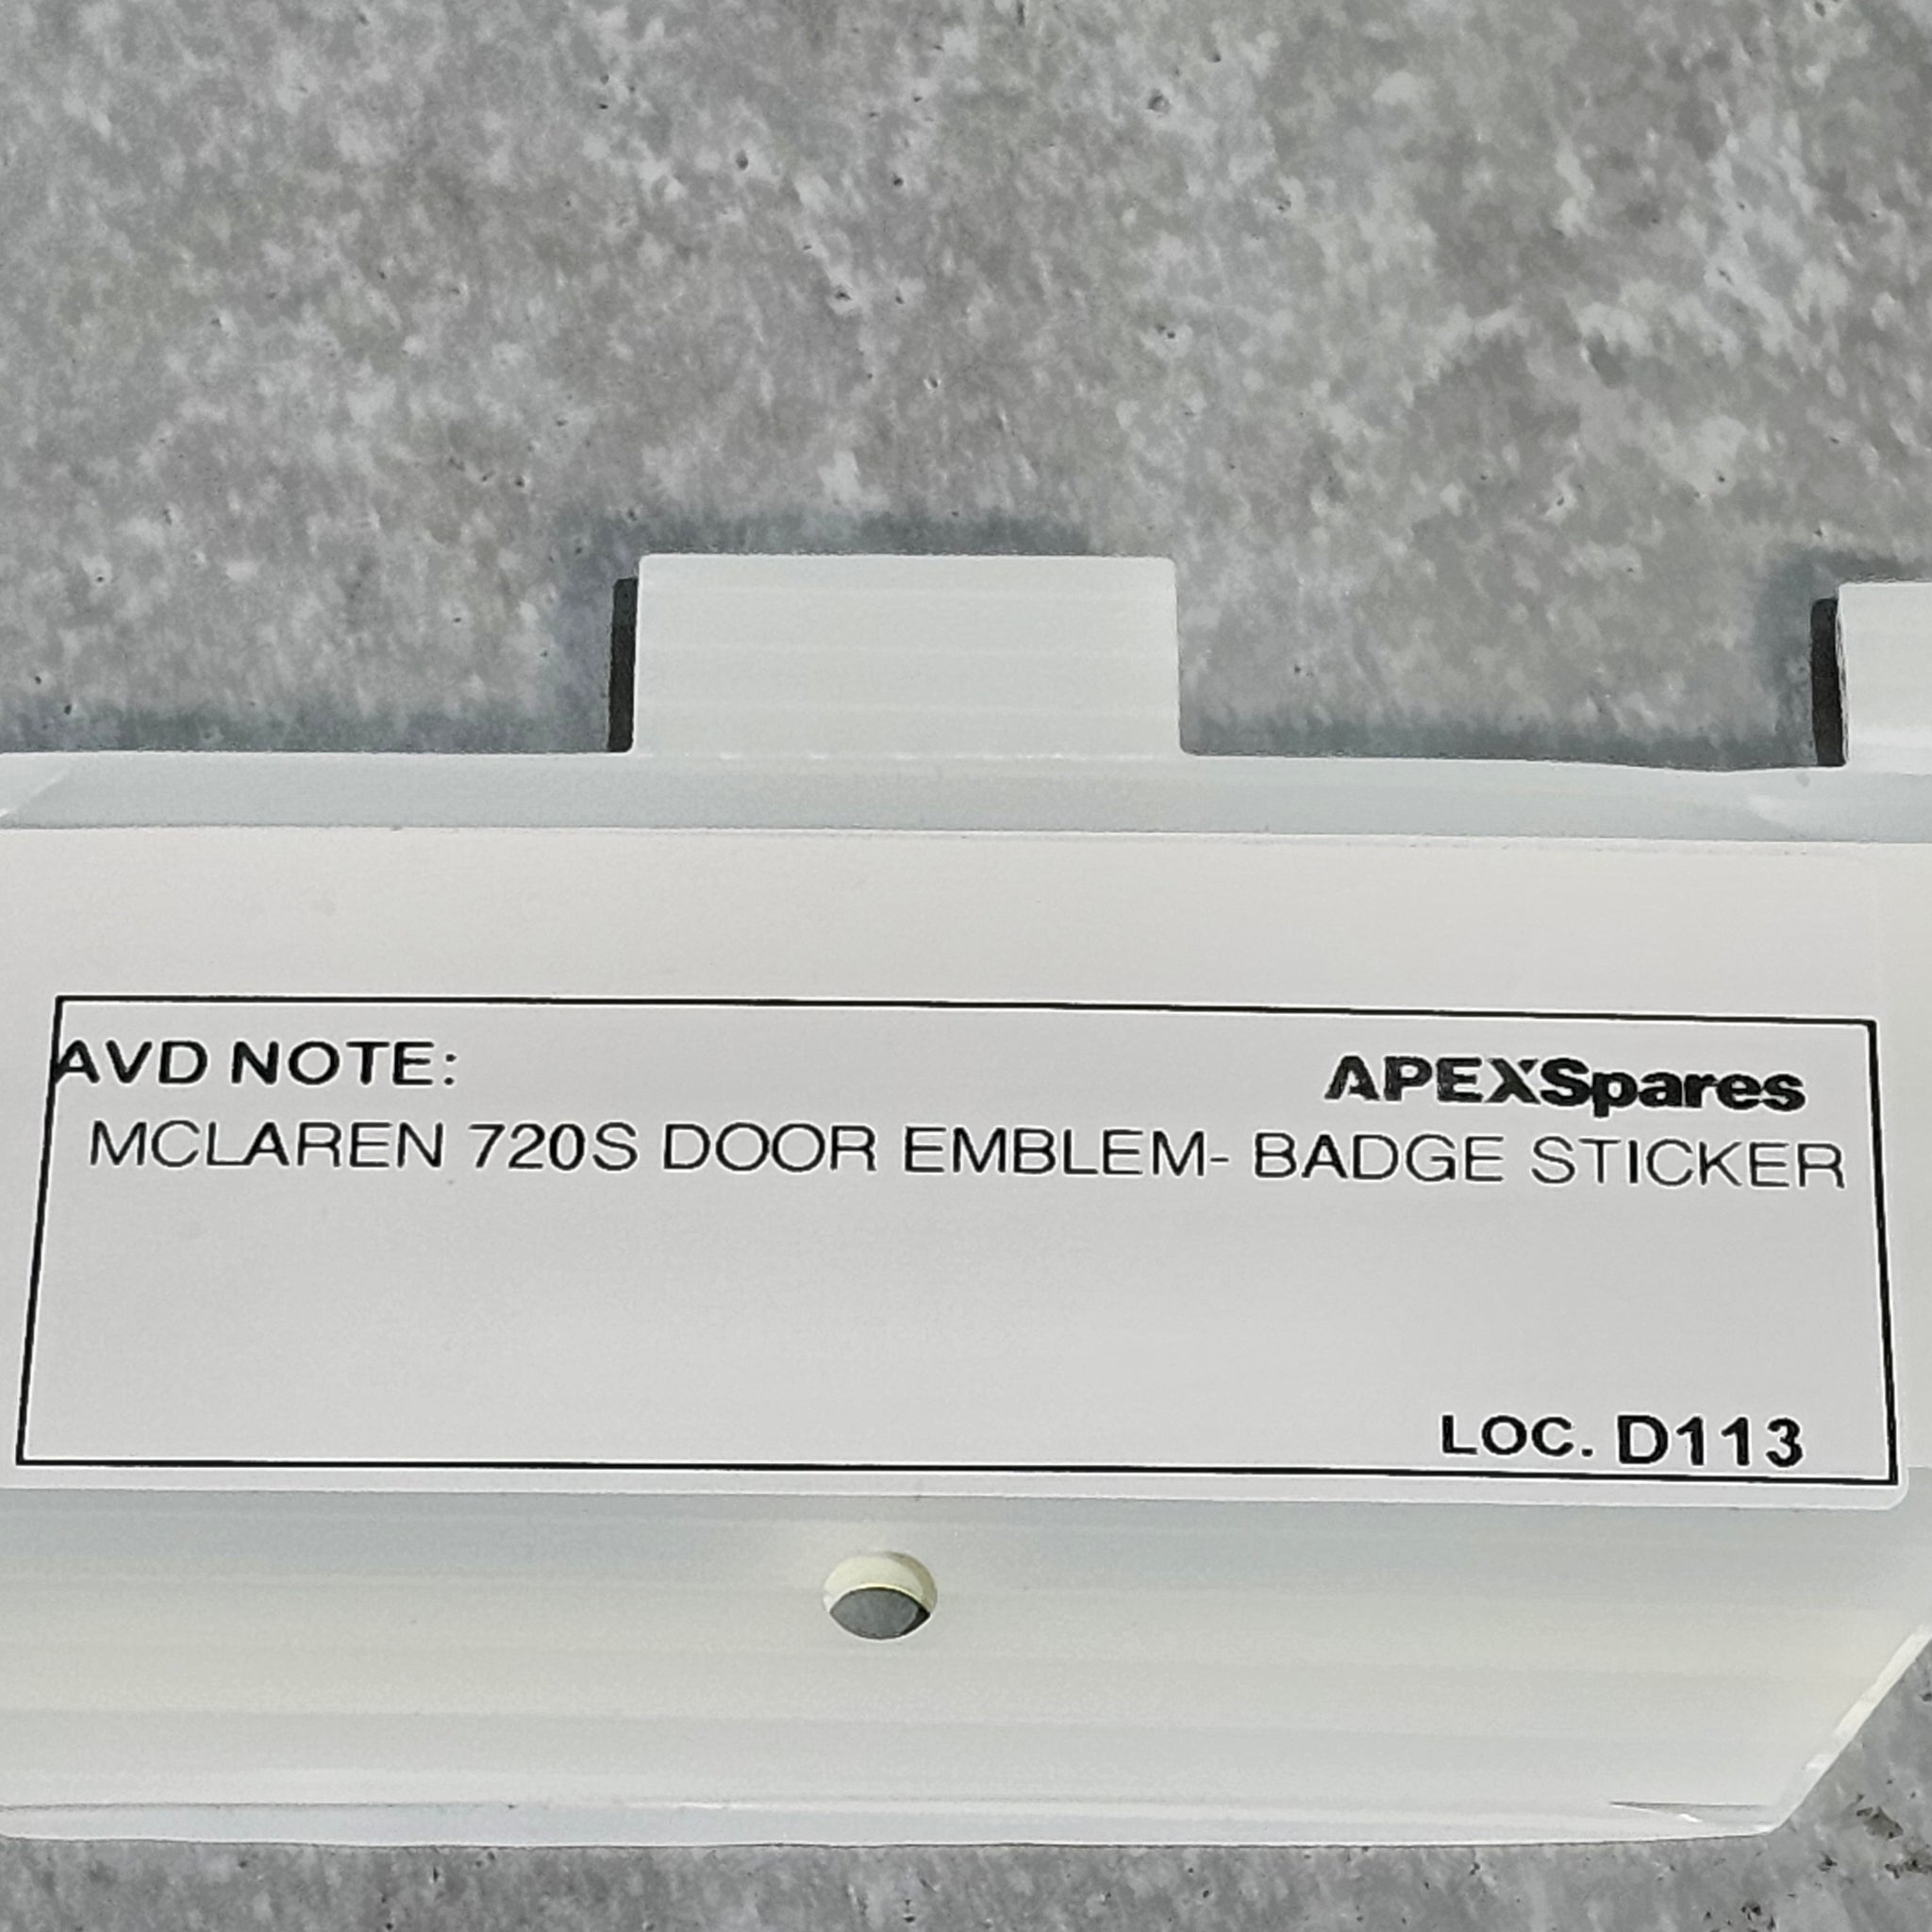 AVD NOTE:
APEXSpares
MCLAREN 720S DOOR EMBLEM- BADGE STICKER
LOC. D113